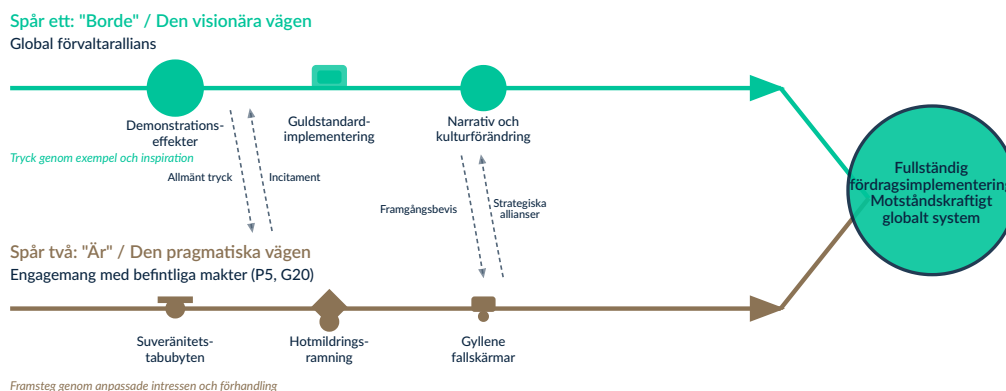 Spår ett: "Borde" / Den visionära vägen
Global förvaltarallians
Demonstrations-
effekter
Guldstandard-
implementering
Narrativ och
kulturförändring
Tryck genom exempel och inspiration
Allmänt tryck
Incitament
Framgångsbevis
Strategiska
allianser
Fullständig
fördragsimplementering
Motståndskraftigt
globalt system
Spår två: "Är" / Den pragmatiska vägen
Engagemang med befintliga makter (P5, G20)
Suveränitets-
tabubyten
Hotmildrings-
ramning
Gyllene
fallskärmar
Framsteg genom anpassade intressen och förhandling